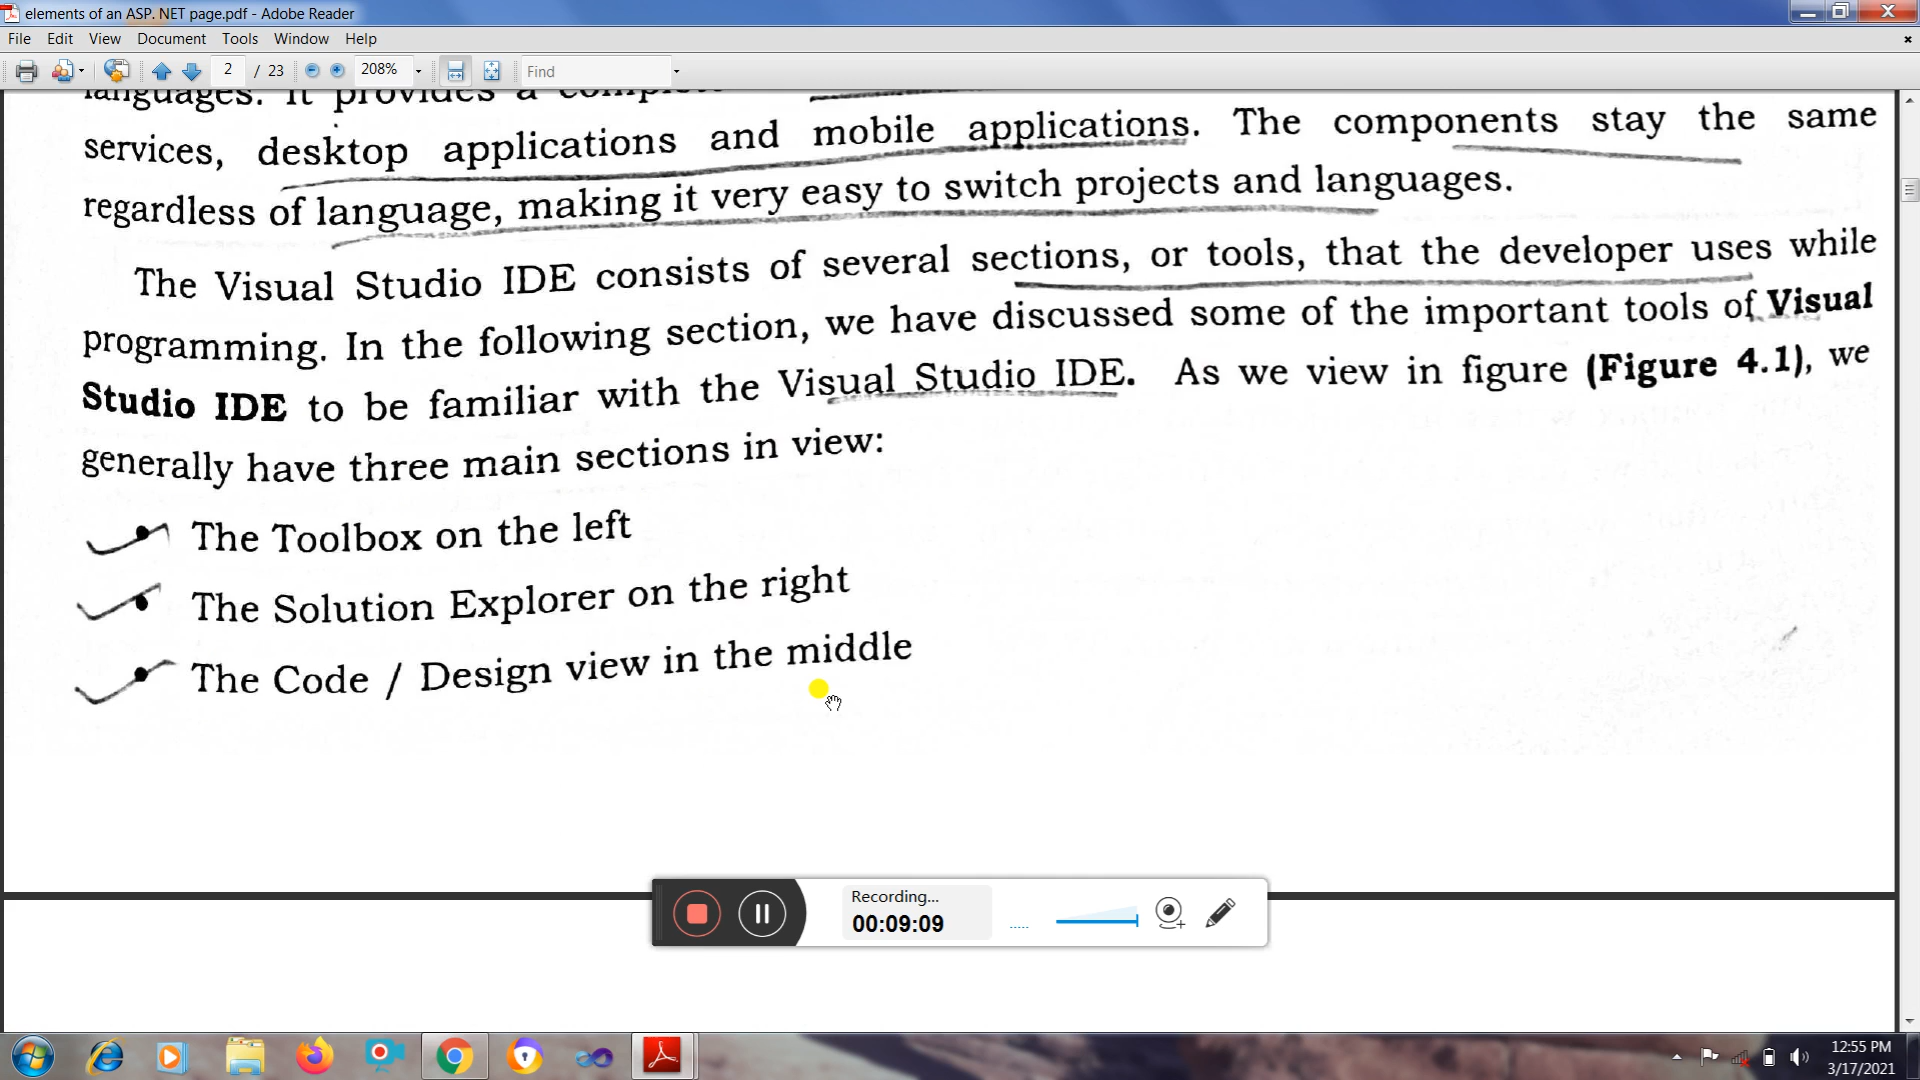 elements of an ASP. NET page.pdf - Adobe Reader
File Edit View Document Tools Window Help
2 / 23 208% Find
languages. It provides a
services, desktop applications and mobile applications. The components stay the same
regardless of language, making it very easy to switch projects and languages.
The Visual Studio IDE consists of several sections, or tools, that the developer uses while
programming. In the following section, we have discussed some of the important tools of Visual
Studio IDE to be familiar with the Visual Studio IDE. As we view in figure (Figure 4.1), we
generally have three main sections in view:
• The Toolbox on the left
• The Solution Explorer on the right
• The Code / Design view in the middle
Recording...
00:09:09
12:55 PM
3/17/2021